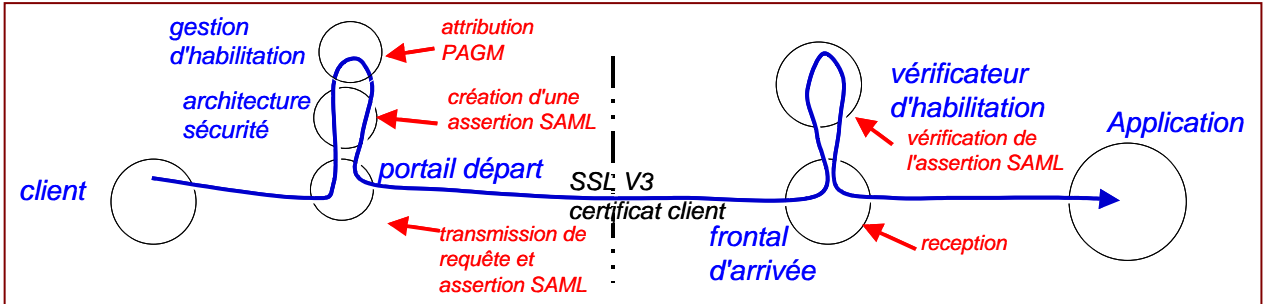 gestion
d'habilitation
attribution
PAGM
architecture
sécurité
création d'une
assertion SAML
client
portail départ
transmission de
requête et
assertion SAML
SSL V3
certificat client
vérificateur
d'habilitation
vérification de
l'assertion SAML
frontal
d'arrivée
reception
Application